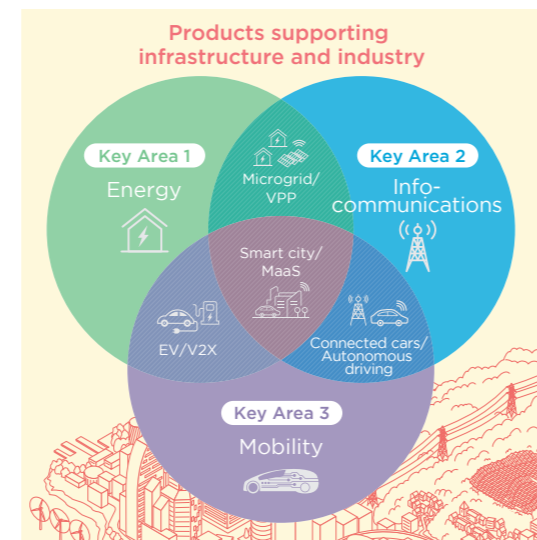 Products supporting
infrastructure and industry
Key Area 1
Energy
Microgrid/
VPP
Key Area 2
Info-
communications
Smart city/
MaaS
EV/V2X
Connected cars/
Autonomous
driving
Key Area 3
Mobility